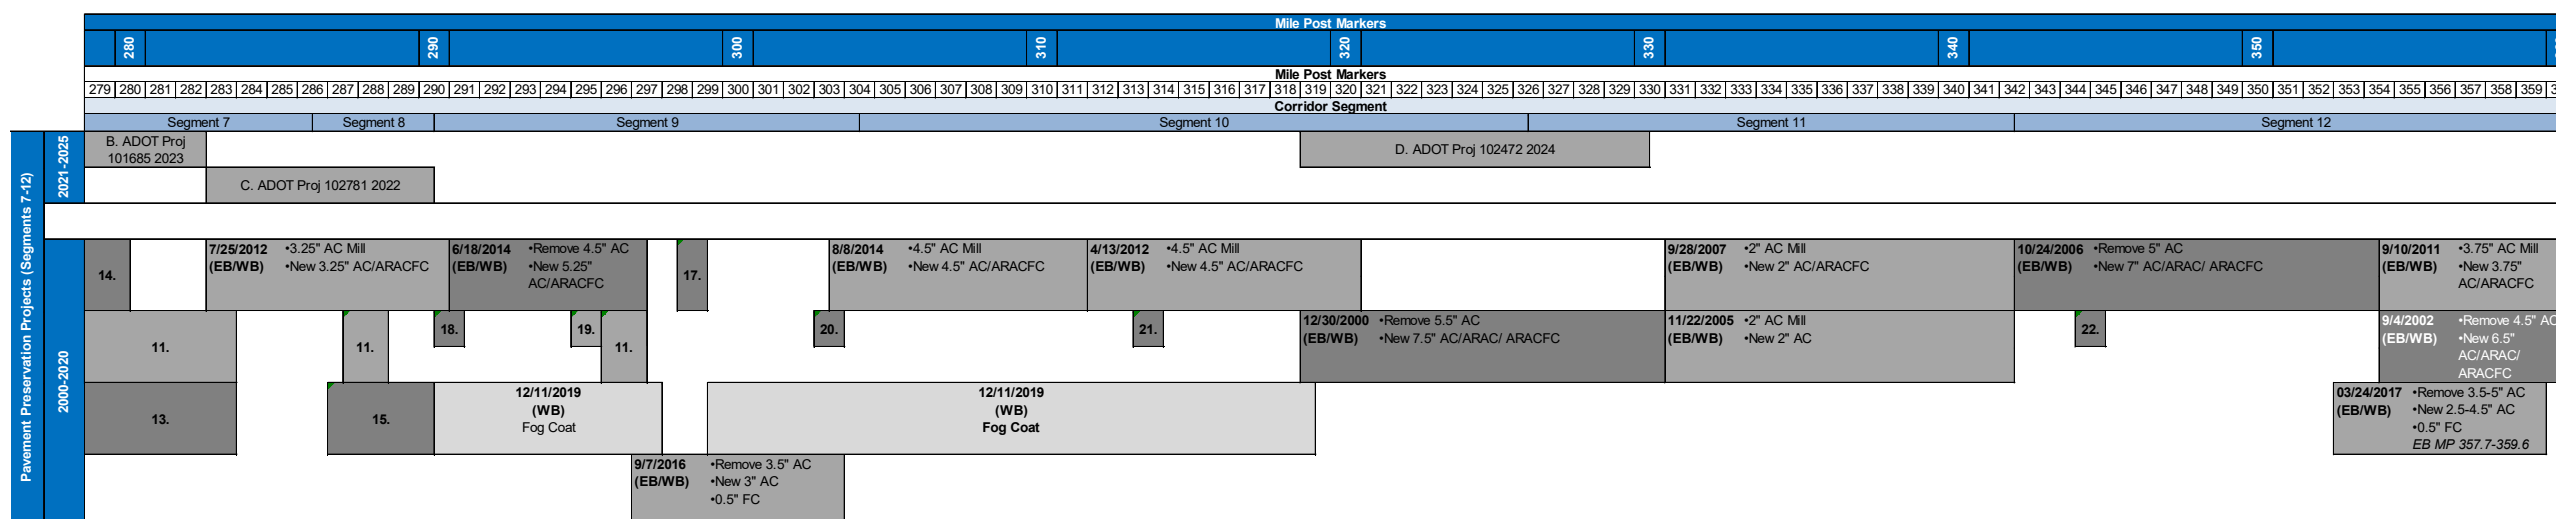 Mile Post Markers
280 290 300 310 320 330 340 350
Mile Post Markers
279 280 281 282 283 284 285 286 287 288 289 290 291 292 293 294 295 296 297 298 299 300 301 302 303 304 305 306 307 308 309 310 311 312 313 314 315 316 317 318 319 320 321 322 323 324 325 326 327 328 329 330 331 332 333 334 335 336 337 338 339 340 341 342 343 344 345 346 347 348 349 350 351 352 353 354 355 356 357 358 359
Corridor Segment
Segment 7 Segment 8 Segment 9 Segment 10 Segment 11 Segment 12
Pavement Preservation Projects (Segments 7-12)
2021-2025
B. ADOT Proj
101685 2023
D. ADOT Proj 102472 2024
C. ADOT Proj 102781 2022
2000-2020
14.
7/25/2012 •3.25" AC Mill
(EB/WB) •New 3.25" AC/ARACFC
6/18/2014 •Remove 4.5" AC
(EB/WB) •New 5.25"
AC/ARACFC
17.
8/8/2014 •4.5" AC Mill
(EB/WB) •New 4.5" AC/ARACFC
4/13/2012 •4.5" AC Mill
(EB/WB) •New 4.5" AC/ARACFC
9/28/2007 •2" AC Mill
(EB/WB) •New 2" AC/ARACFC
10/24/2006 •Remove 5" AC
(EB/WB) •New 7" AC/ARAC/ ARACFC
9/10/2011 •3.75" AC Mill
(EB/WB) •New 3.75"
AC/ARACFC
11.
11.
18.
19.
11.
20.
21.
12/30/2000 •Remove 5.5" AC
(EB/WB) •New 7.5" AC/ARAC/ ARACFC
11/22/2005 •2" AC Mill
(EB/WB) •New 2" AC
22.
9/4/2002 •Remove 4.5" AC
(EB/WB) •New 6.5"
AC/ARAC/
ARACFC
13.
15.
12/11/2019
(WB)
Fog Coat
12/11/2019
(WB)
Fog Coat
03/24/2017 •Remove 3.5-5" AC
(EB/WB) •New 2.5-4.5" AC
•0.5" FC
EB MP 357.7-359.6
9/7/2016 •Remove 3.5" AC
(EB/WB) •New 3" AC
•0.5" FC